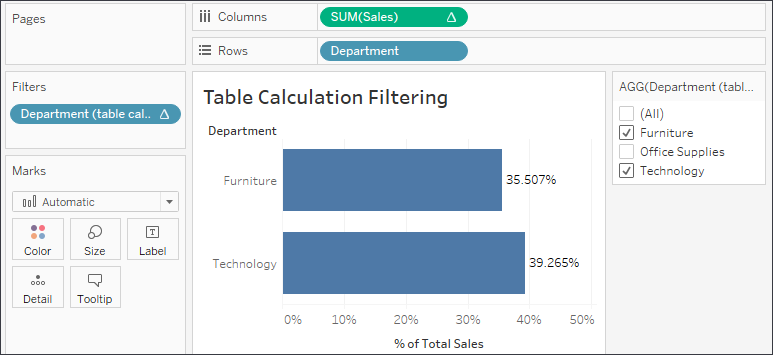 Pages
Columns
SUM(Sales) Δ
Rows
Department
Filters
Department (table cal.. Δ
Marks
Automatic
Color
Size
T
Label
Detail
Tooltip
Table Calculation Filtering
Department
Furniture
35.507%
Technology
39.265%
0% 10% 20% 30% 40% 50%
% of Total Sales
AGG(Department (tabl...
(All)
Furniture
Office Supplies
Technology